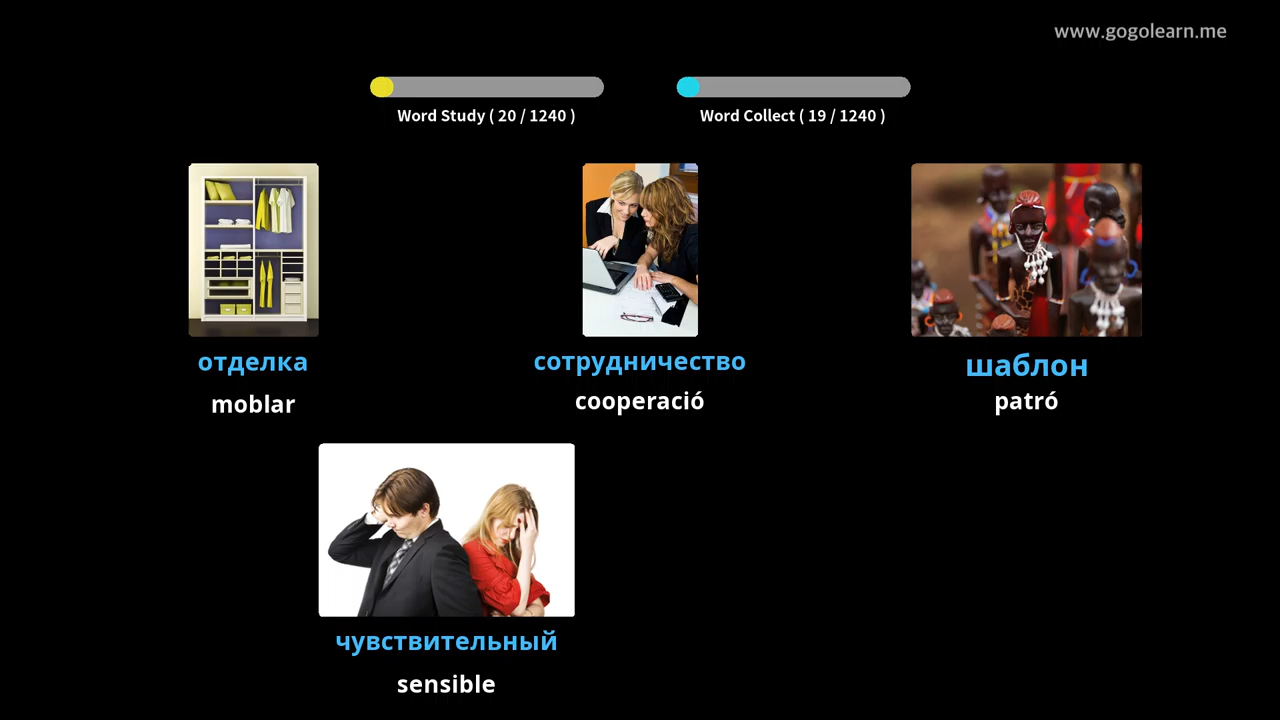 www.gogolearn.me
Word Study ( 20 / 1240 )
Word Collect ( 19 / 1240 )
отделка
сотрудничество
шаблон
moblar
cooperació
patró
чувствительный
sensible